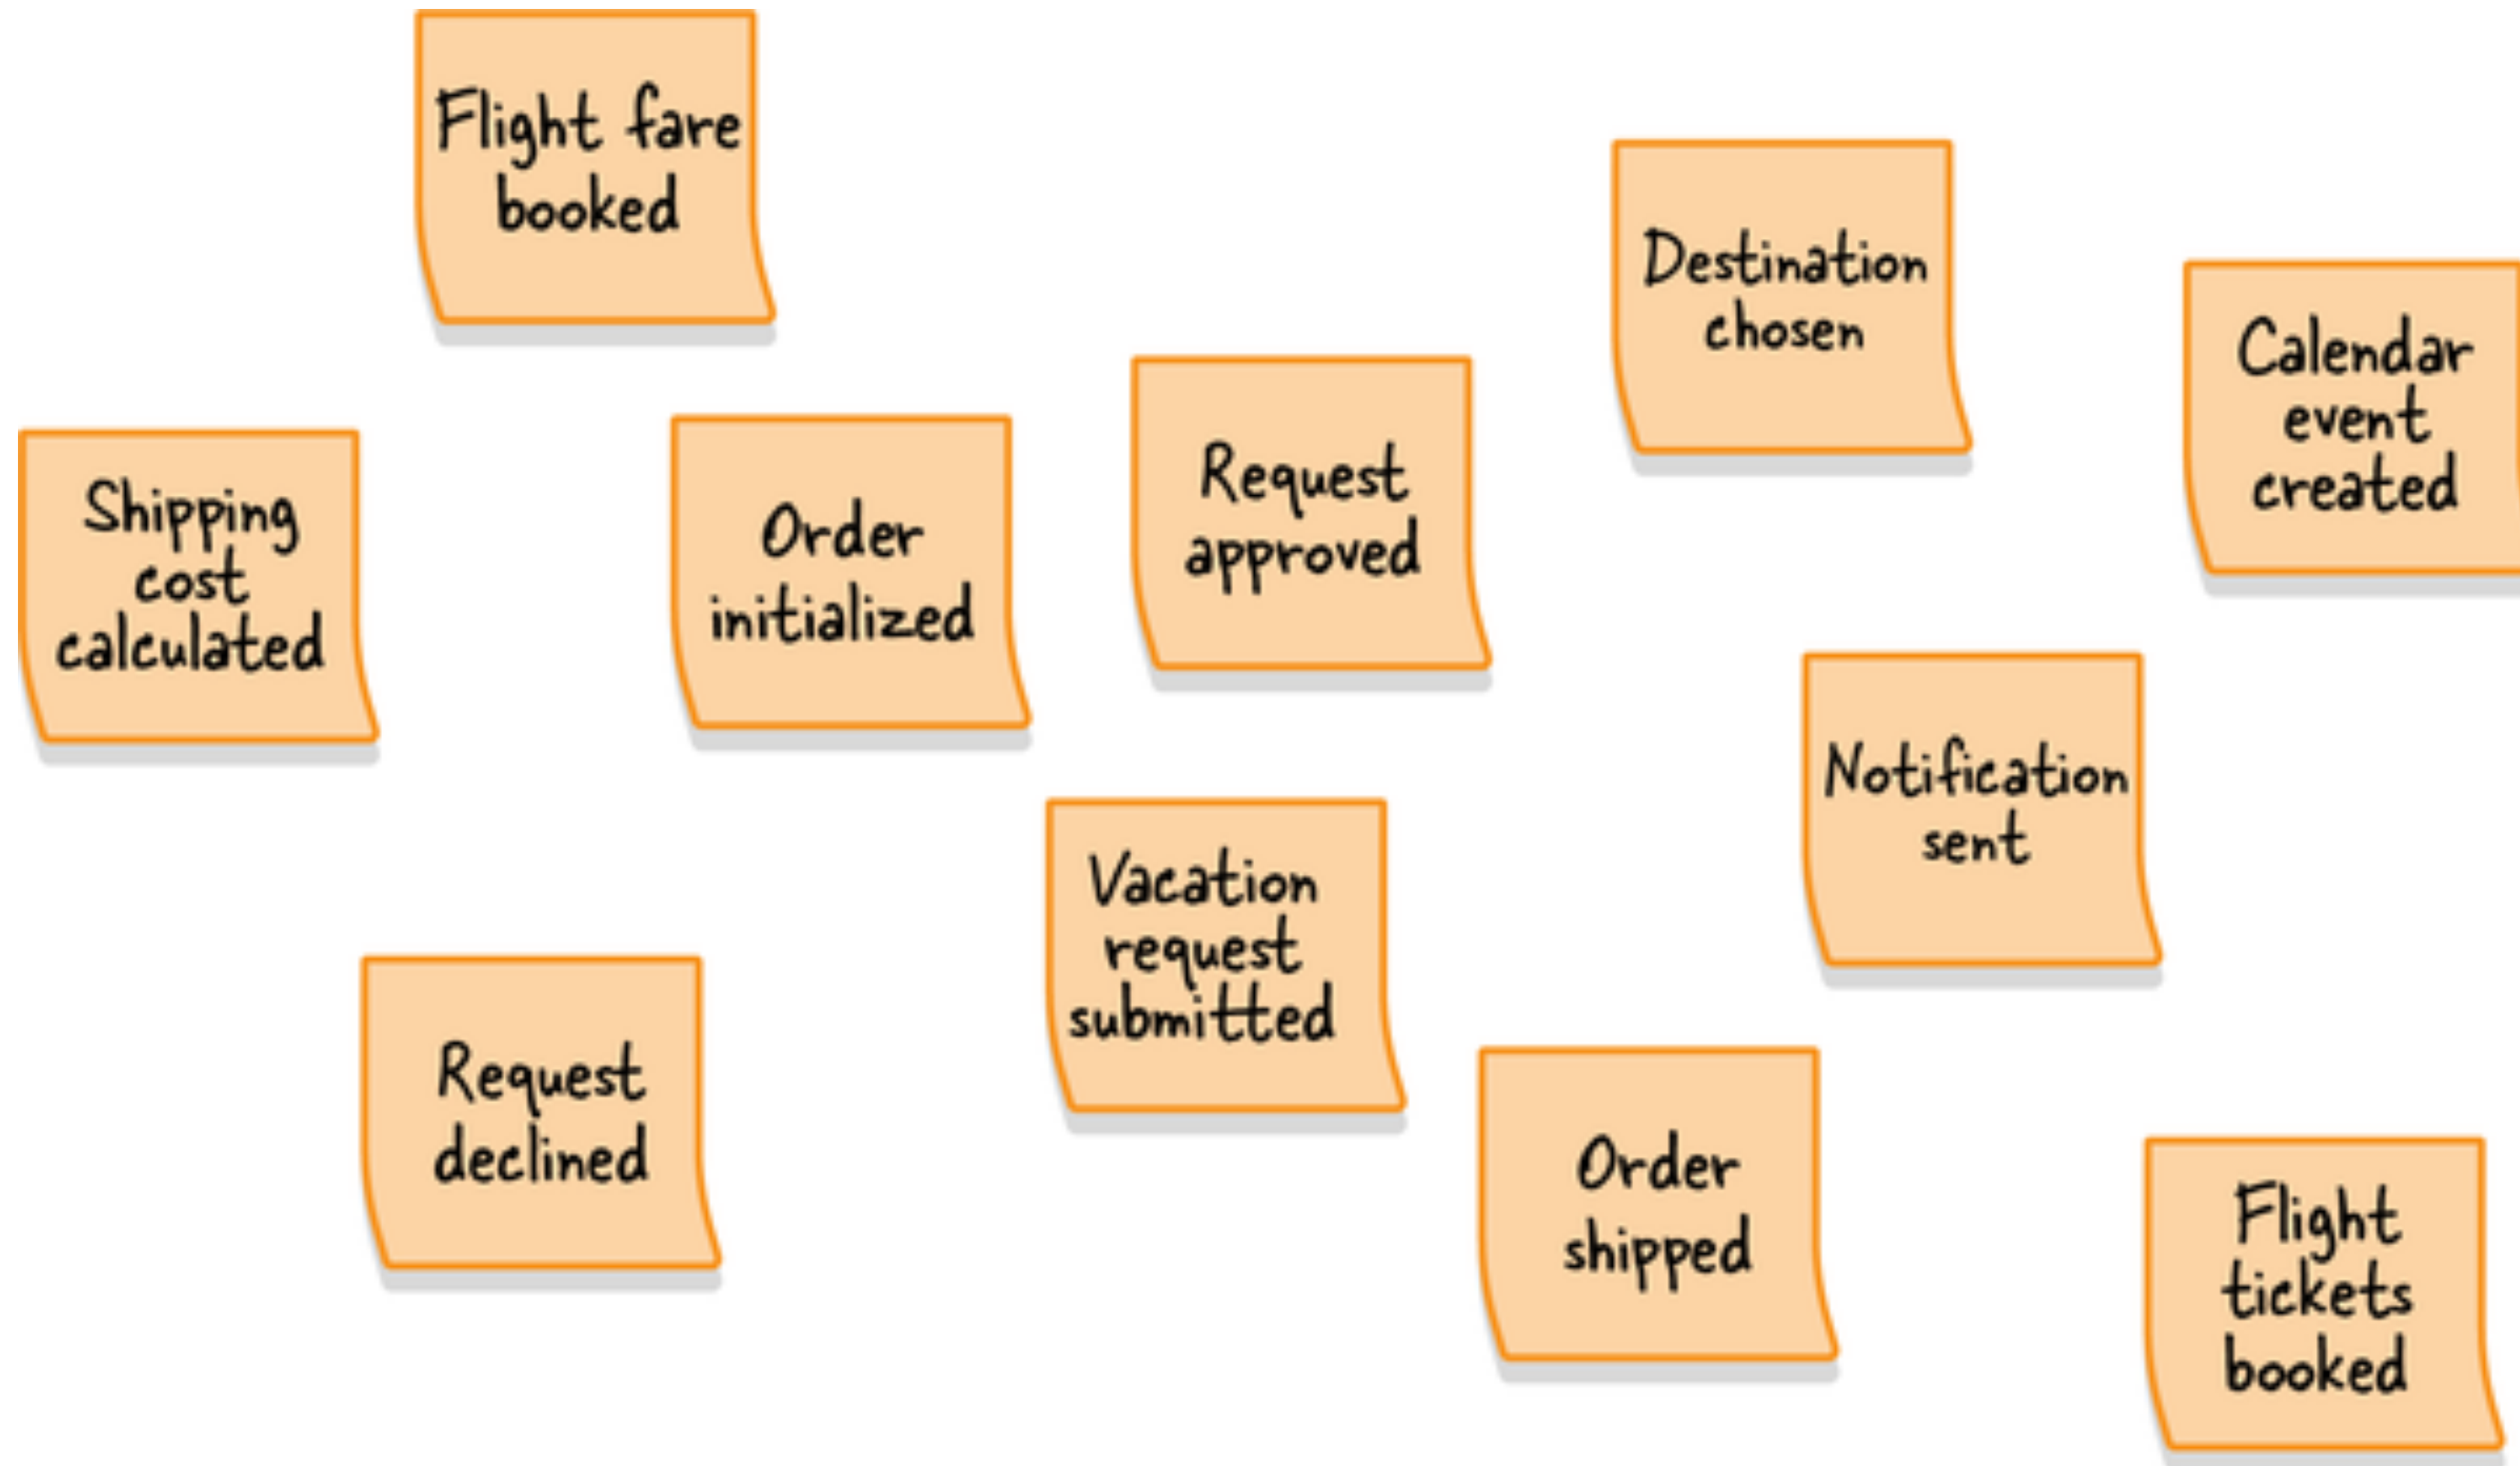 Flight fare
booked
Destination
chosen
Calendar
event
created
Shipping
cost
calculated
Order
initialized
Request
approved
Notification
sent
Vacation
request
submitted
Request
declined
Order
shipped
Flight
tickets
booked